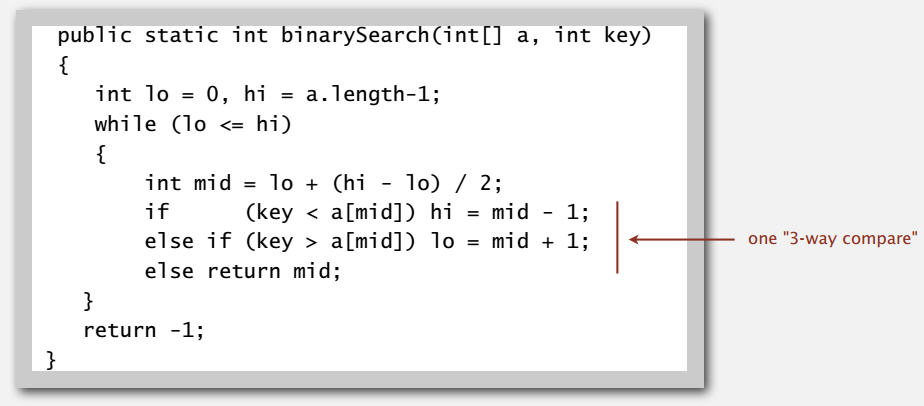 public static int binarySearch(int[] a, int key)
{
int lo = 0, hi = a.length-1;
while (lo <= hi)
{
int mid = lo + (hi - lo) / 2;
if (key < a[mid]) hi = mid - 1;
else if (key > a[mid]) lo = mid + 1;
else return mid;
}
return -1;
}
one "3-way compare"